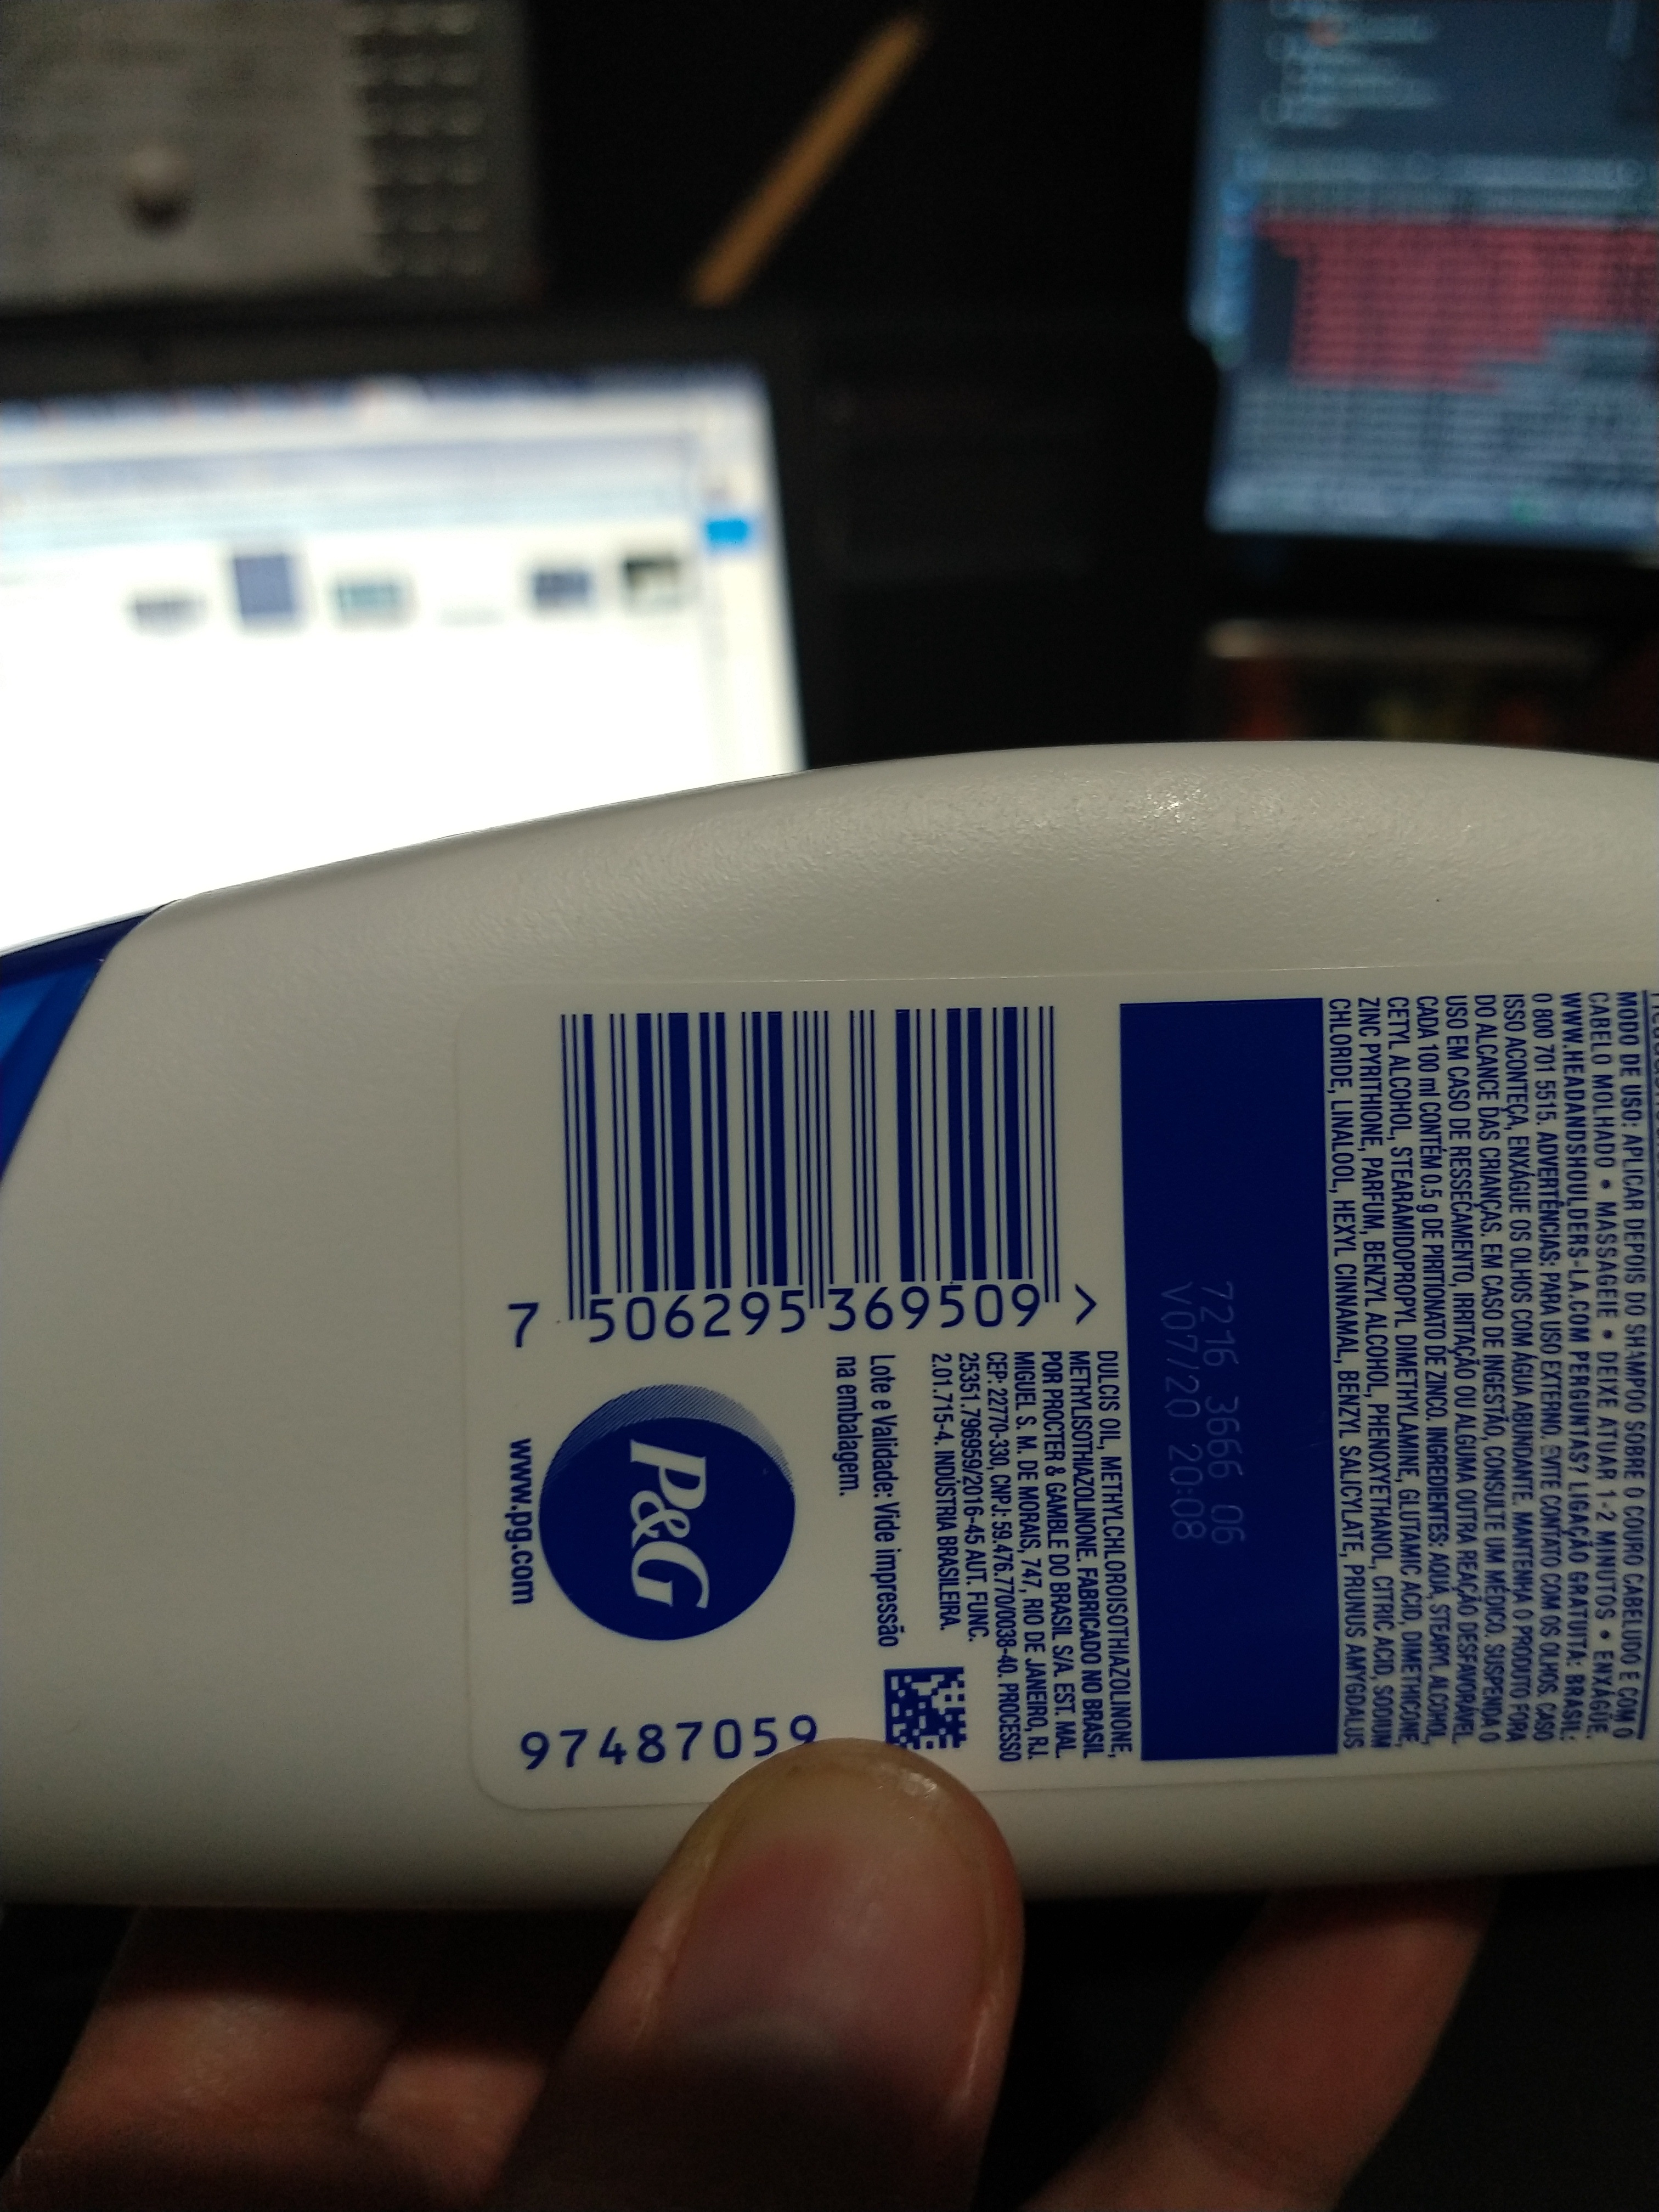 MODO DE USO: APLICAR DEPOIS DO SHAMPOO SOBRE O COURO CABELUDO E COM O
CABELO MOLHADO • MASSAGEIE • DEIXE ATUAR 1-2 MINUTOS • ENXÁGUE.
WWW.HEADANDSHOULDERS-LA.COM PERGUNTAS? LIGAÇÃO GRATUITA: BRASIL:
0 800 701 5515. ADVERTÊNCIAS: PARA USO EXTERNO. EVITE CONTATO COM OS OLHOS. CASO
ISSO ACONTEÇA, ENXÁGUE OS OLHOS COM ÁGUA ABUNDANTE. MANTENHA O PRODUTO FORA
DO ALCANCE DAS CRIANÇAS. EM CASO DE INGESTÃO, CONSULTE UM MÉDICO. SUSPENDA O
USO EM CASO DE RESSECAMENTO, IRRITAÇÃO OU ALGUMA OUTRA REAÇÃO DESFAVORÁVEL.
CADA 100 ml CONTÉM 0.5 g DE PIRITIONATO DE ZINCO. INGREDIENTES: AQUA, STEARYL ALCOHOL,
CETYL ALCOHOL, STEARAMIDOPROPYL DIMETHYLAMINE, GLUTAMIC ACID, DIMETHICONE,
ZINC PYRITHIONE, PARFUM, BENZYL ALCOHOL, PHENOXYETHANOL, CITRIC ACID, SODIUM
CHLORIDE, LINALOOL, HEXYL CINNAMAL, BENZYL SALICYLATE, PRUNUS AMYGDALUS
7216 3666 06
V07/20 20:08
DULCIS OIL, METHYLCHLOROISOTHIAZOLINONE,
METHYLISOTHIAZOLINONE. FABRICADO NO BRASIL
POR PROCTER & GAMBLE DO BRASIL S/A. EST. MAL.
MIGUEL S. M. DE MORAIS, 747, RIO DE JANEIRO, RJ.
CEP: 22770-330, CNPJ: 59.476.770/0038-40. PROCESSO
25351.796959/2016-45 AUT. FUNC.
2.01.715-4. INDÚSTRIA BRASILEIRA.
Lote e Validade: Vide impressão
na embalagem.
P&G
www.pg.com
7 506295 369509 >
97487059